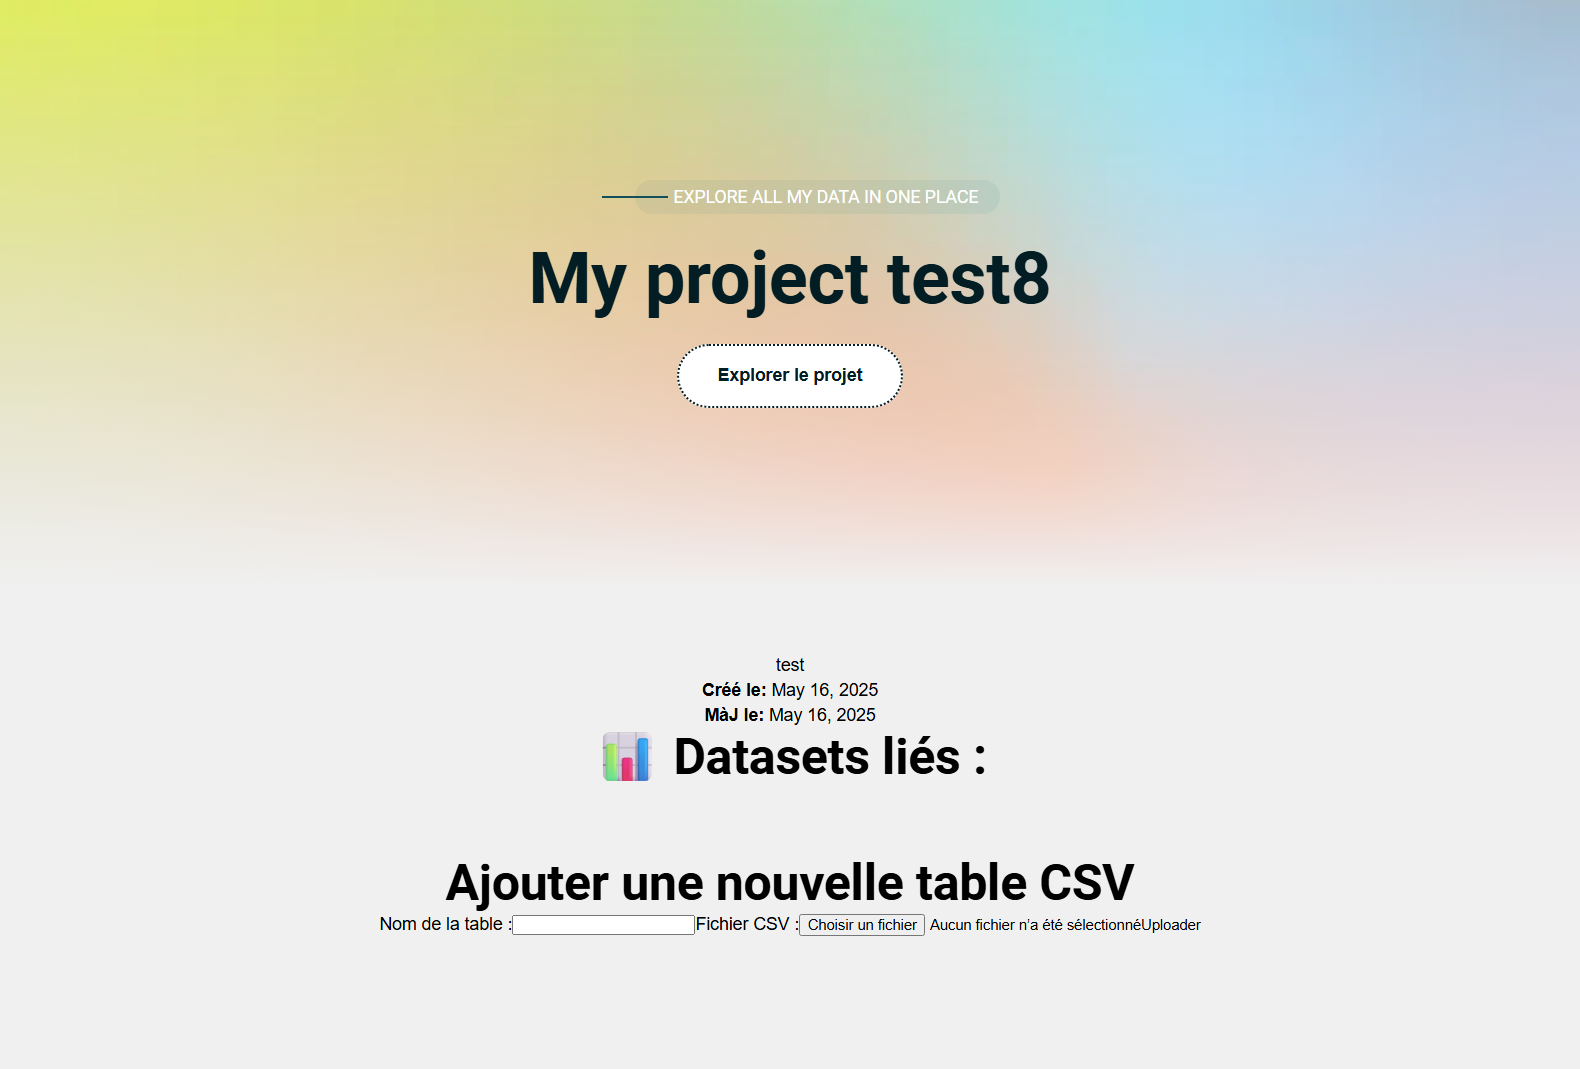 EXPLORE ALL MY DATA IN ONE PLACE
My project test8
Explorer le projet
test
Créé le: May 16, 2025
MàJ le: May 16, 2025
Datasets liés :
Ajouter une nouvelle table CSV
Nom de la table : Fichier CSV : Choisir un fichier Aucun fichier n'a été sélectionnéUploader